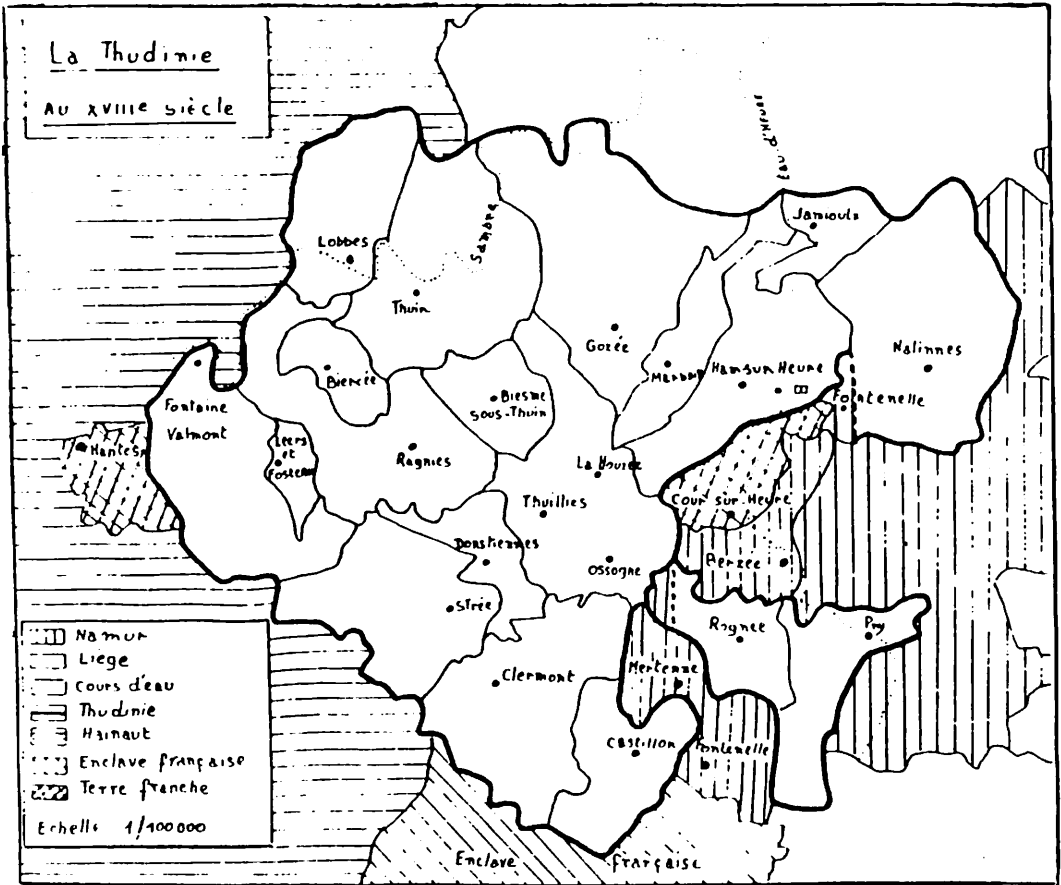 La Thudinie
Au XVIIIe siècle
Eau d'Heure
Jamioulx
Sambre
Lobbes
Thuin
Gozée
Nalinnes
Marbaix
Ham sur Heure
Biercée
Biesme
sous-Thuin
Fontenelle
Fontaine
Valmont
Hantes
Leers
et
Fosteau
Ragnies
La Houzée
Cour sur Heure
Thuillies
Donstiennes
Ossogne
Berzée
Strée
Rognée
Pry
Clermont
Mertenne
Castillon
Fontenelle
Namur
Liège
Cours d'eau
Thudinie
Hainaut
Enclave française
Terre franche
Echelle 1/100000
Enclave française